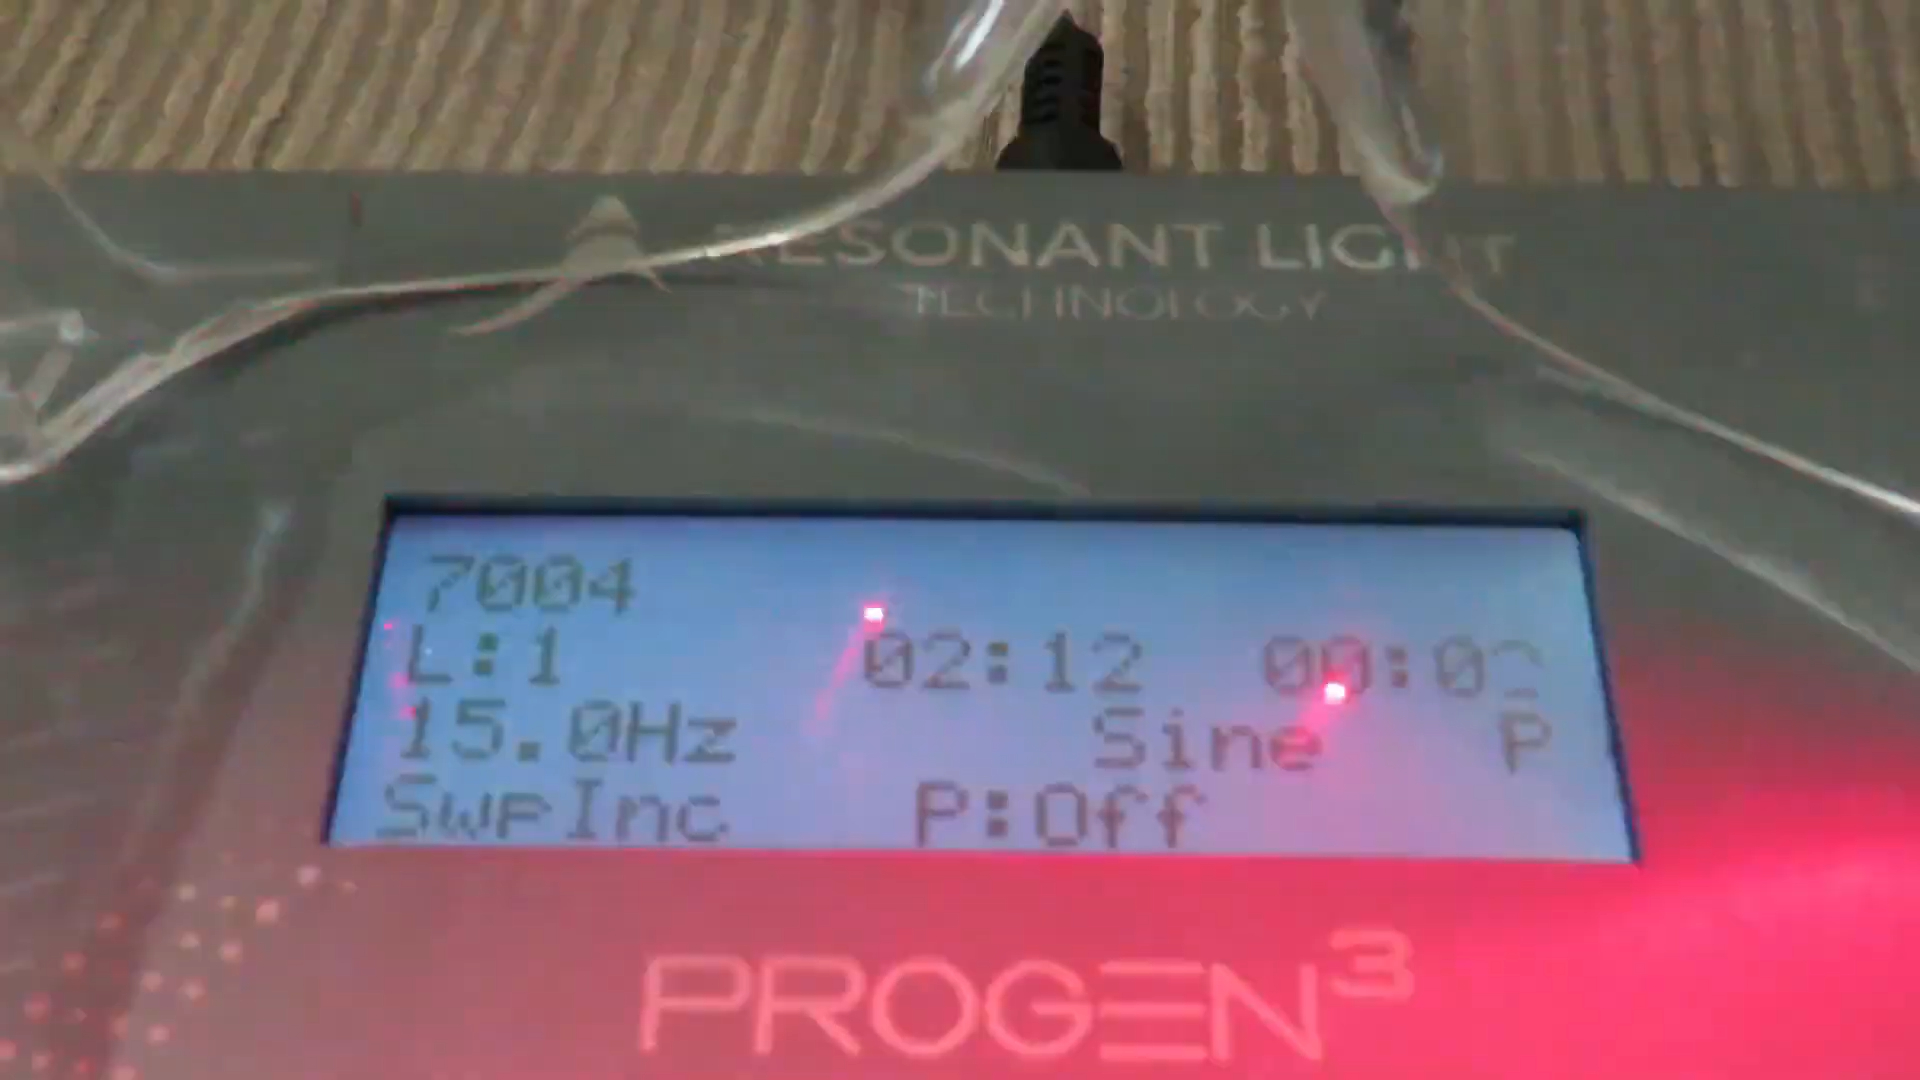 RESONANT LIGHT
TECHNOLOGY
7004
L:1 02:12
15.0Hz Sine P
SwpInc P:Off
PROGEN³